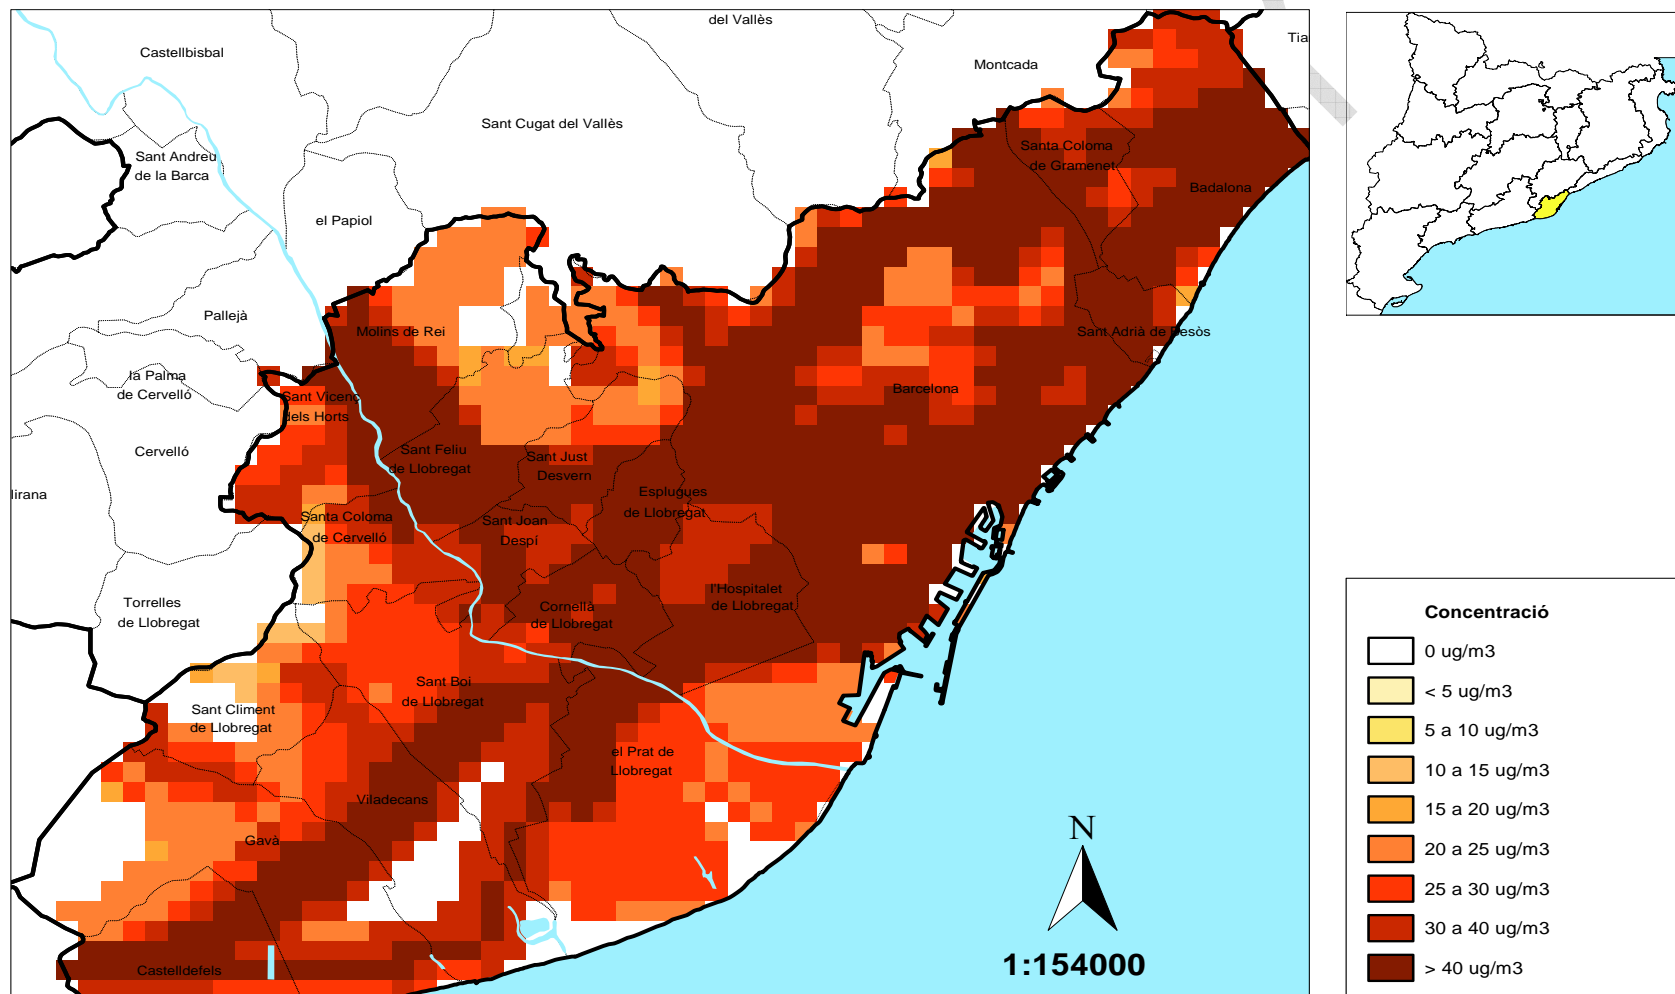 del Vallès
Tia
Castellbisbal
Montcada
Sant Cugat del Vallès
Sant Andreu
de la Barca
Santa Coloma
de Gramenet
Badalona
el Papiol
Pallejà
Molins de Rei
Sant Adrià de Besòs
la Palma
de Cervelló
Sant Vicenç
dels Horts
Barcelona
Cervelló
Sant Feliu
de Llobregat
Sant Just
Desvern
lirana
Esplugues
de Llobregat
Santa Coloma
de Cervelló
Sant Joan
Despí
Torrelles
de Llobregat
Cornellà
de Llobregat
l'Hospitalet
de Llobregat
Sant Boi
de Llobregat
Sant Climent
de Llobregat
el Prat de
Llobregat
Viladecans
Gavà
Castelldefels
N
1:154000
Concentració
0 ug/m3
< 5 ug/m3
5 a 10 ug/m3
10 a 15 ug/m3
15 a 20 ug/m3
20 a 25 ug/m3
25 a 30 ug/m3
30 a 40 ug/m3
> 40 ug/m3